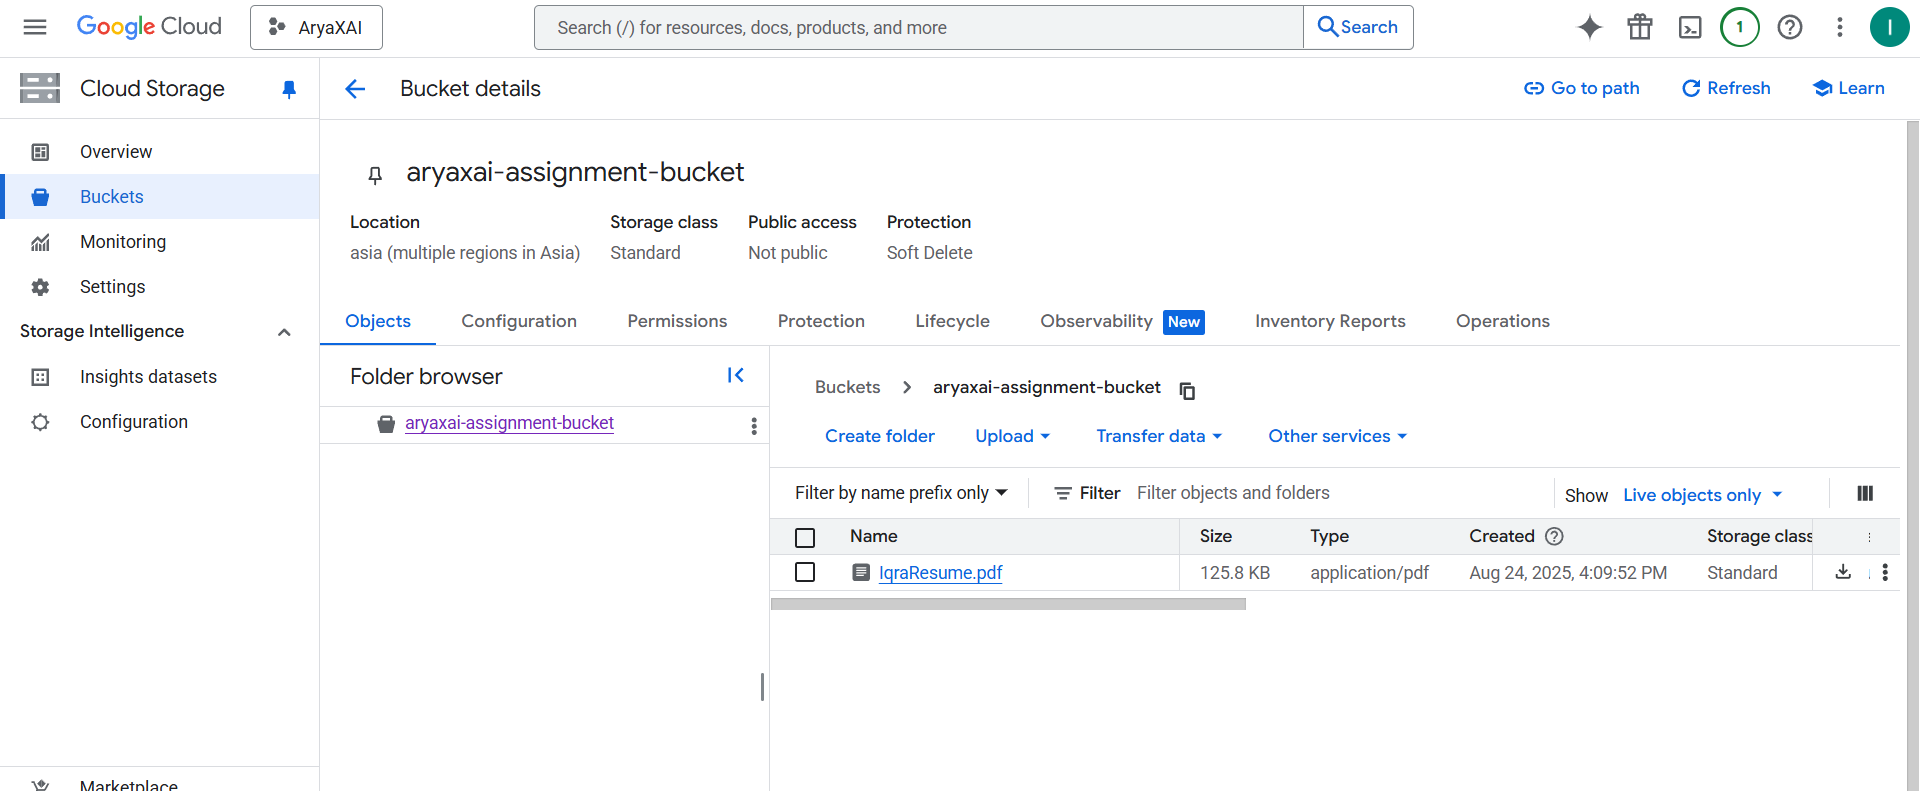 Google Cloud
AryaXAI
Search (/) for resources, docs, products, and more
Search
1
I
Cloud Storage
Bucket details
Go to path
Refresh
Learn
Overview
Buckets
Monitoring
Settings
Storage Intelligence
Insights datasets
Configuration
Marketplace
aryaxai-assignment-bucket
Location Storage class Public access Protection
asia (multiple regions in Asia) Standard Not public Soft Delete
Objects Configuration Permissions Protection Lifecycle Observability New Inventory Reports Operations
Folder browser
aryaxai-assignment-bucket
Buckets > aryaxai-assignment-bucket
Create folder Upload Transfer data Other services
Filter by name prefix only Filter Filter objects and folders Show Live objects only
Name Size Type Created Storage class
IqraResume.pdf 125.8 KB application/pdf Aug 24, 2025, 4:09:52 PM Standard